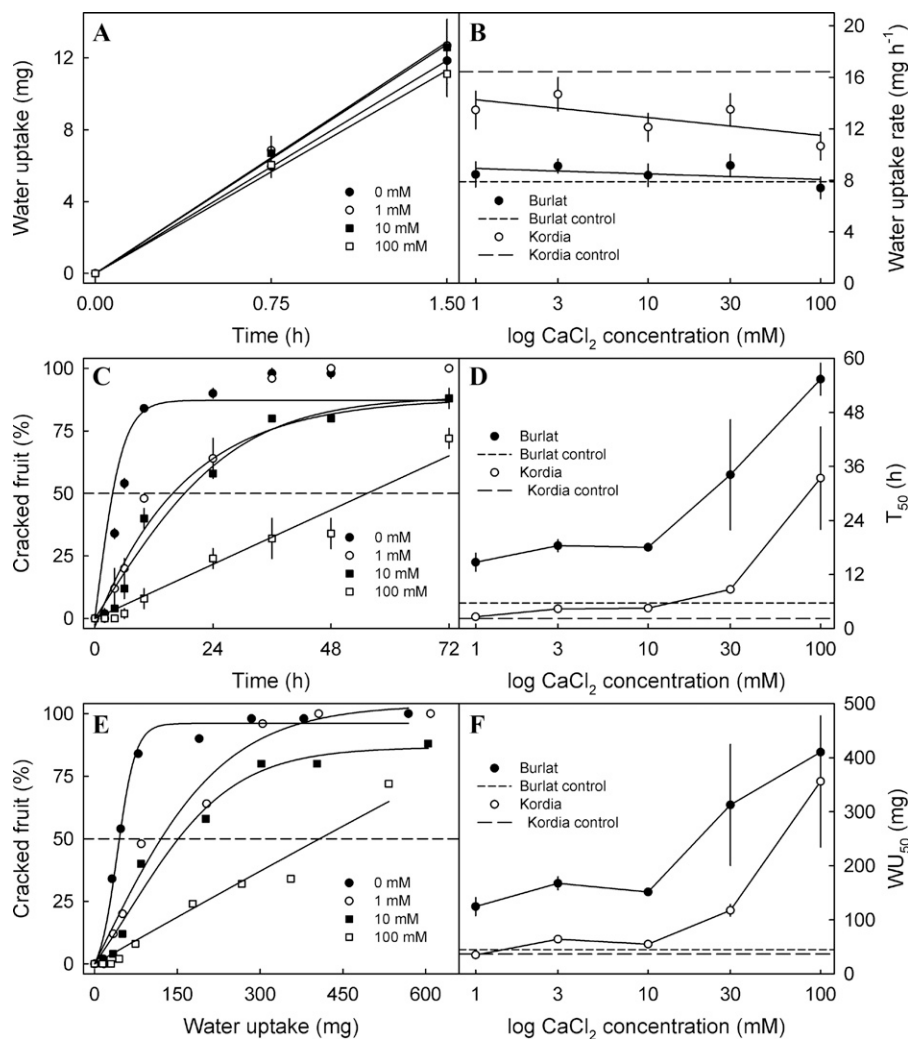 A
Water uptake (mg)
12
8
4
0
0 mM
1 mM
10 mM
100 mM
0.00
0.75
1.50
Time (h)
B
20
16
12
8
4
0
Water uptake rate (mg h⁻¹)
Burlat
Burlat control
Kordia
Kordia control
1
3
10
30
100
log CaCl₂ concentration (mM)
C
Cracked fruit (%)
100
75
50
25
0
0 mM
1 mM
10 mM
100 mM
0
24
48
72
Time (h)
D
60
48
36
24
12
0
T₅₀ (h)
Burlat
Burlat control
Kordia
Kordia control
1
3
10
30
100
log CaCl₂ concentration (mM)
E
Cracked fruit (%)
100
75
50
25
0
0 mM
1 mM
10 mM
100 mM
0
150
300
450
600
Water uptake (mg)
F
500
400
300
200
100
0
WU₅₀ (mg)
Burlat
Burlat control
Kordia
Kordia control
1
3
10
30
100
log CaCl₂ concentration (mM)